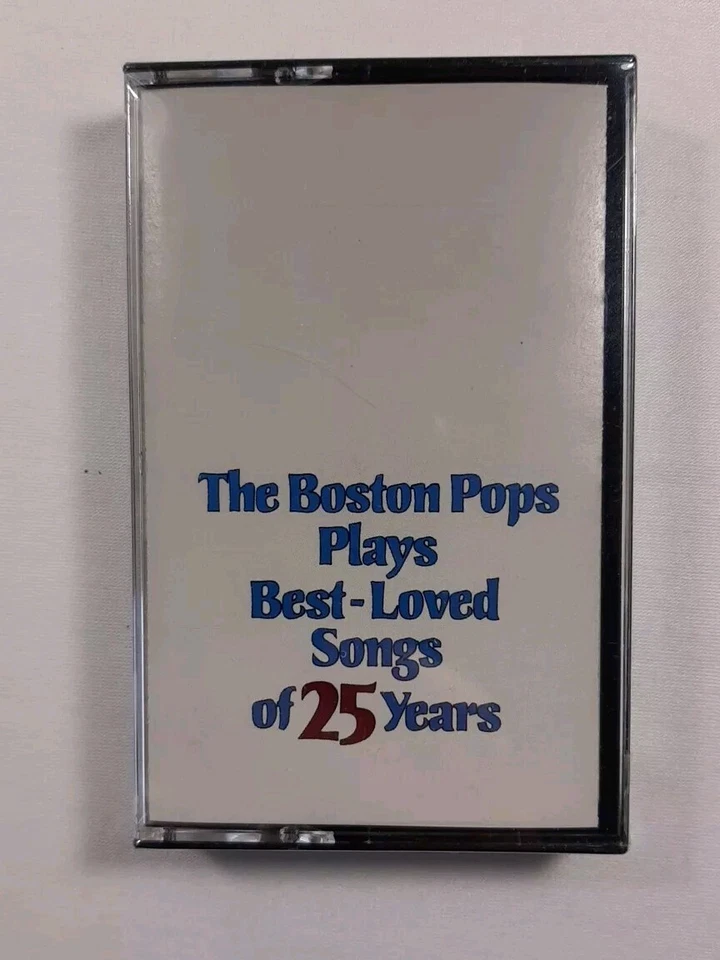 The Boston Pops
Plays
Best-Loved
Songs
of 25 Years